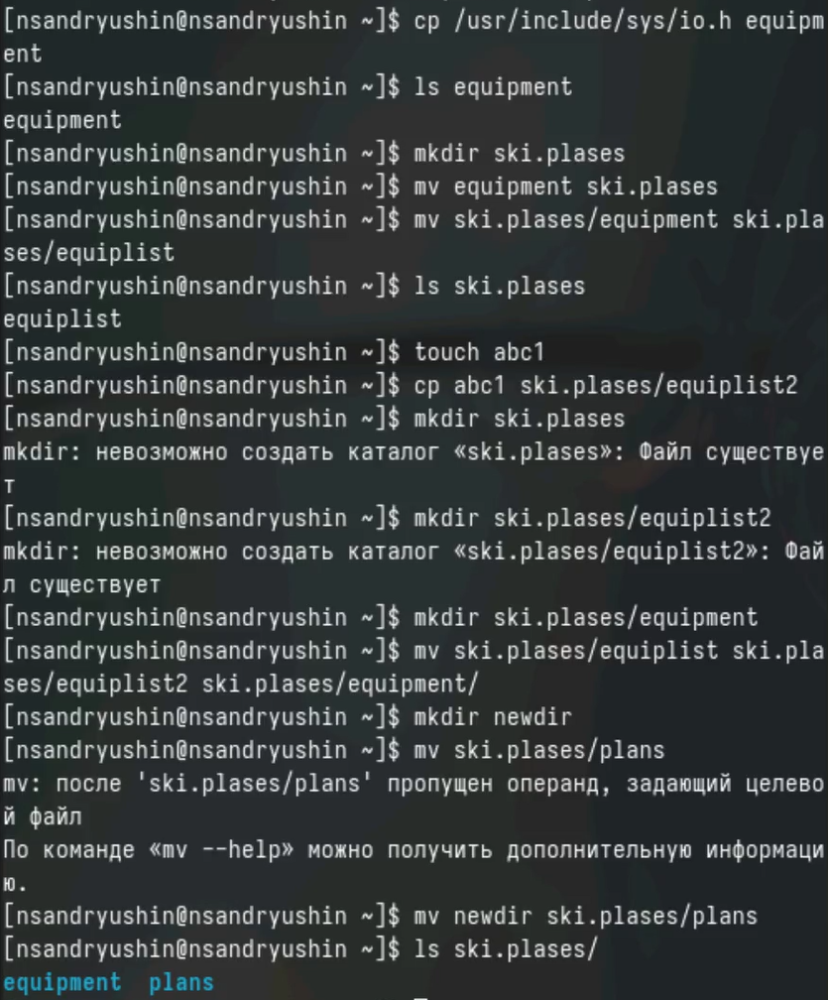 [nsandryushin@nsandryushin ~]$ cp /usr/include/sys/io.h equipm
ent
[nsandryushin@nsandryushin ~]$ ls equipment
equipment
[nsandryushin@nsandryushin ~]$ mkdir ski.plases
[nsandryushin@nsandryushin ~]$ mv equipment ski.plases
[nsandryushin@nsandryushin ~]$ mv ski.plases/equipment ski.pla
ses/equiplist
[nsandryushin@nsandryushin ~]$ ls ski.plases
equiplist
[nsandryushin@nsandryushin ~]$ touch abc1
[nsandryushin@nsandryushin ~]$ cp abc1 ski.plases/equiplist2
[nsandryushin@nsandryushin ~]$ mkdir ski.plases
mkdir: невозможно создать каталог «ski.plases»: Файл существуе
т
[nsandryushin@nsandryushin ~]$ mkdir ski.plases/equiplist2
mkdir: невозможно создать каталог «ski.plases/equiplist2»: Фай
л существует
[nsandryushin@nsandryushin ~]$ mkdir ski.plases/equipment
[nsandryushin@nsandryushin ~]$ mv ski.plases/equiplist ski.pla
ses/equiplist2 ski.plases/equipment/
[nsandryushin@nsandryushin ~]$ mkdir newdir
[nsandryushin@nsandryushin ~]$ mv ski.plases/plans
mv: после 'ski.plases/plans' пропущен операнд, задающий целево
й файл
По команде «mv --help» можно получить дополнительную информаци
ю.
[nsandryushin@nsandryushin ~]$ mv newdir ski.plases/plans
[nsandryushin@nsandryushin ~]$ ls ski.plases/
equipment  plans